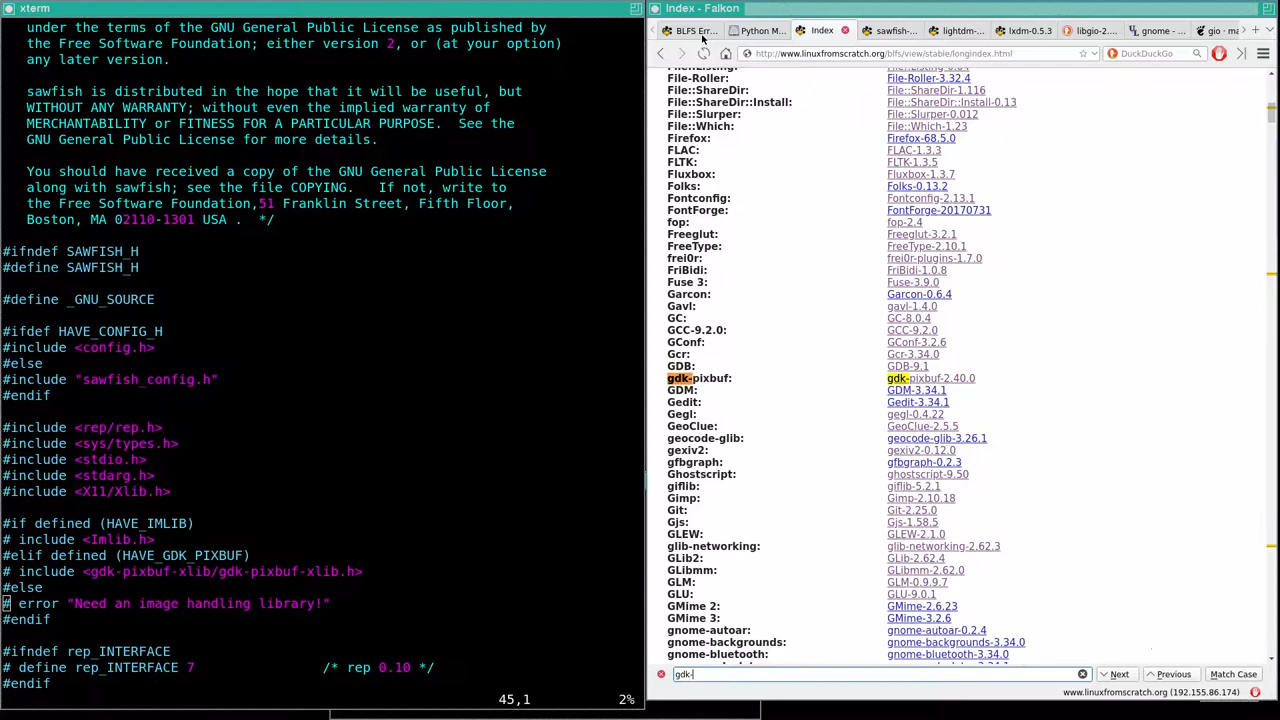 xterm
under the terms of the GNU General Public License as published by
the Free Software Foundation; either version 2, or (at your option)
any later version.
sawfish is distributed in the hope that it will be useful, but
WITHOUT ANY WARRANTY; without even the implied warranty of
MERCHANTABILITY or FITNESS FOR A PARTICULAR PURPOSE.  See the
GNU General Public License for more details.
You should have received a copy of the GNU General Public License
along with sawfish; see the file COPYING.   If not, write to
the Free Software Foundation,51 Franklin Street, Fifth Floor,
Boston, MA 02110-1301 USA .  */
#ifndef SAWFISH_H
#define SAWFISH_H
#define _GNU_SOURCE
#ifdef HAVE_CONFIG_H
#include <config.h>
#else
#include "sawfish_config.h"
#endif
#include <rep/rep.h>
#include <sys/types.h>
#include <stdio.h>
#include <stdarg.h>
#include <X11/Xlib.h>
#if defined (HAVE_IMLIB)
# include <Imlib.h>
#elif defined (HAVE_GDK_PIXBUF)
# include <gdk-pixbuf-xlib/gdk-pixbuf-xlib.h>
#else
# error "Need an image handling library!"
#endif
#ifndef rep_INTERFACE
# define rep_INTERFACE 7 /* rep 0.10 */
#endif
45,1 2%
Index - Falkon
BLFS Err... Python M... Index sawfish-... lightdm-... lxdm-0.5.3 libgio-2.... gnome - ... gio · ma
http://www.linuxfromscratch.org/blfs/view/stable/longindex.html DuckDuckGo
File-Roller: File-Roller-3.32.4
File::ShareDir: File::ShareDir-1.116
File::ShareDir::Install: File::ShareDir::Install-0.13
File::Slurper: File::Slurper-0.012
File::Which: File::Which-1.23
Firefox: Firefox-68.5.0
FLAC: FLAC-1.3.3
FLTK: FLTK-1.3.5
Fluxbox: Fluxbox-1.3.7
Folks: Folks-0.13.2
Fontconfig: Fontconfig-2.13.1
FontForge: FontForge-20170731
fop: fop-2.4
Freeglut: Freeglut-3.2.1
FreeType: FreeType-2.10.1
frei0r: frei0r-plugins-1.7.0
FriBidi: FriBidi-1.0.8
Fuse 3: Fuse-3.9.0
Garcon: Garcon-0.6.4
Gavl: gavl-1.4.0
GC: GC-8.0.4
GCC-9.2.0: GCC-9.2.0
GConf: GConf-3.2.6
Gcr: Gcr-3.34.0
GDB: GDB-9.1
gdk-pixbuf: gdk-pixbuf-2.40.0
GDM: GDM-3.34.1
Gedit: Gedit-3.34.1
Gegl: gegl-0.4.22
GeoClue: GeoClue-2.5.5
geocode-glib: geocode-glib-3.26.1
gexiv2: gexiv2-0.12.0
gfbgraph: gfbgraph-0.2.3
Ghostscript: ghostscript-9.50
giflib: giflib-5.2.1
Gimp: Gimp-2.10.18
Git: Git-2.25.0
Gjs: Gjs-1.58.5
GLEW: GLEW-2.1.0
glib-networking: glib-networking-2.62.3
GLib2: GLib-2.62.4
GLibmm: GLibmm-2.62.0
GLM: GLM-0.9.9.7
GLU: GLU-9.0.1
GMime 2: GMime-2.6.23
GMime 3: GMime-3.2.6
gnome-autoar: gnome-autoar-0.2.4
gnome-backgrounds: gnome-backgrounds-3.34.0
gnome-bluetooth: gnome-bluetooth-3.34.0
gdk- Next Previous Match Case
www.linuxfromscratch.org (192.155.86.174)